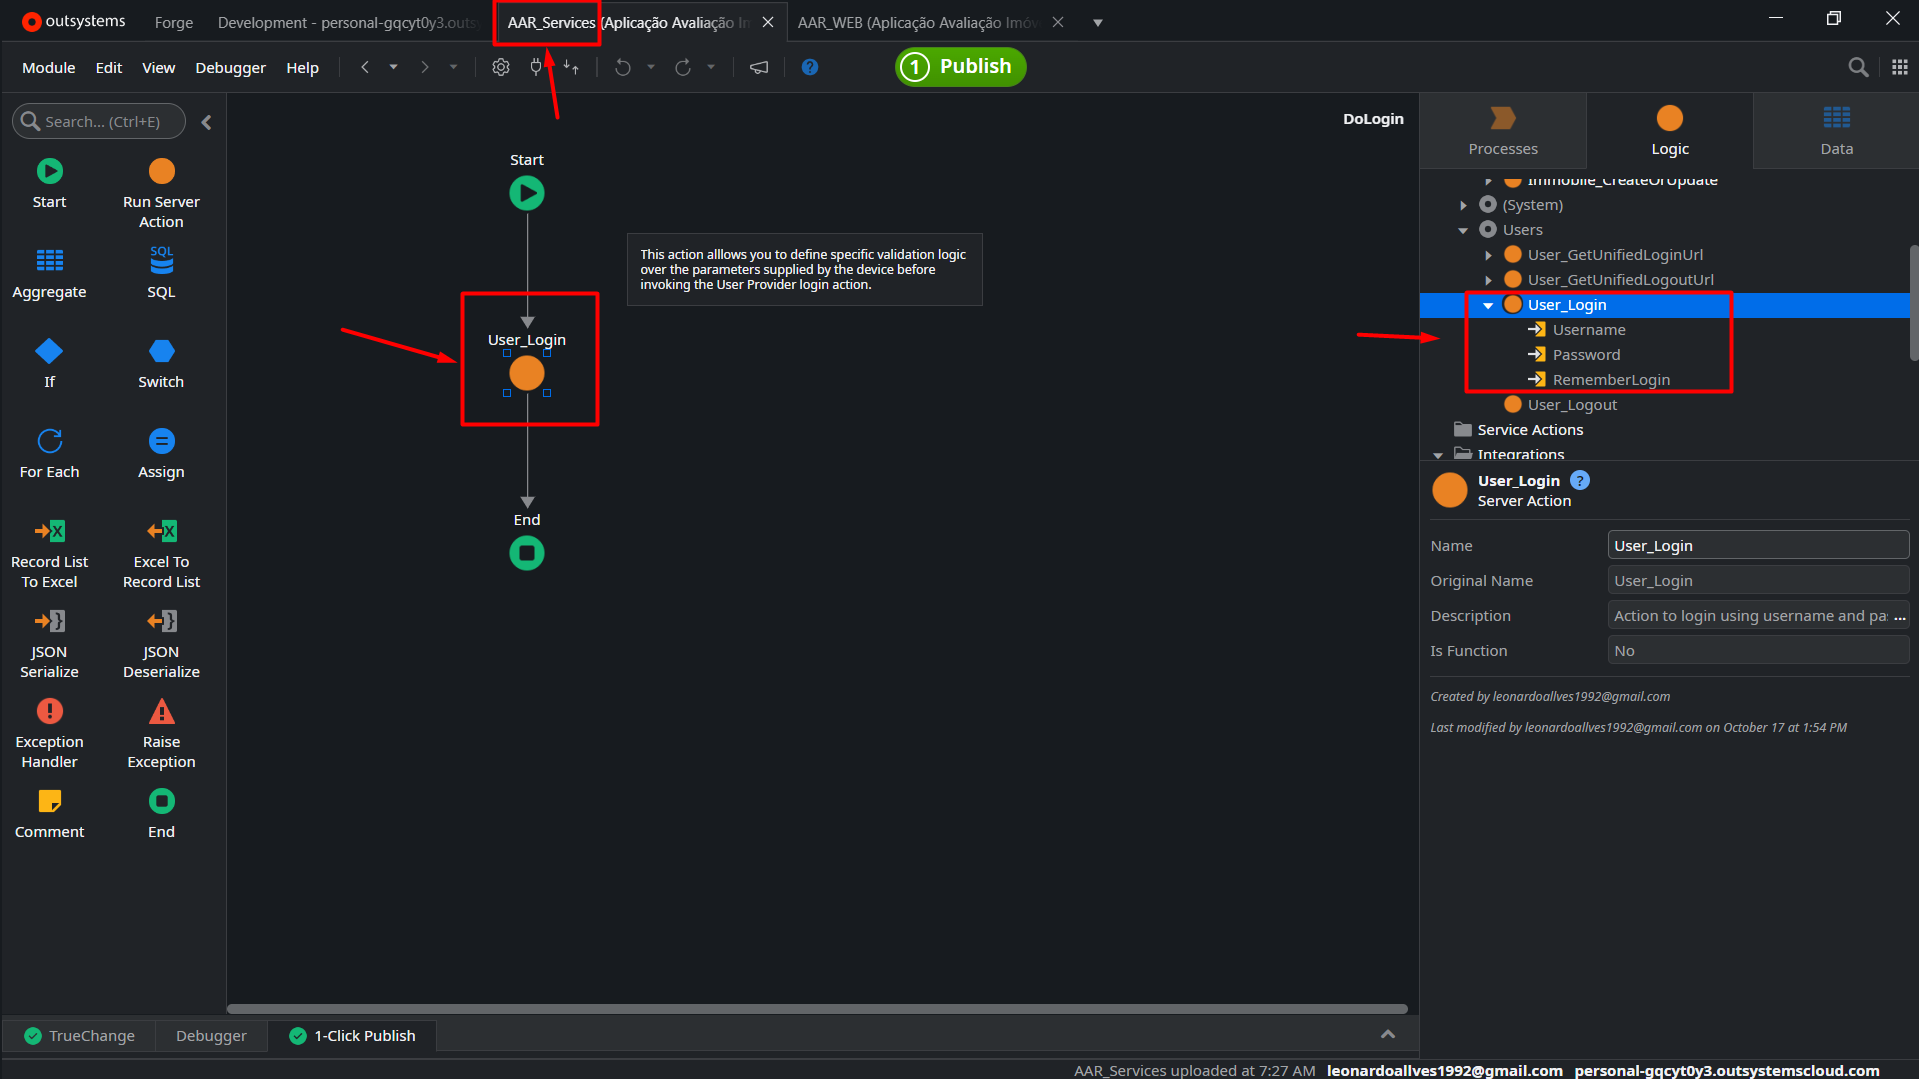 outsystems
Forge
Development - personal-gqcyt0y3.outsy
AAR_Services (Aplicação Avaliação Im
AAR_WEB (Aplicação Avaliação Imóv
Module
Edit
View
Debugger
Help
1
Publish
Search... (Ctrl+E)
Start
Run Server
Action
Aggregate
SQL
SQL
If
Switch
For Each
Assign
Record List
To Excel
Excel To
Record List
JSON
Serialize
JSON
Deserialize
Exception
Handler
Raise
Exception
Comment
End
DoLogin
Start
This action alllows you to define specific validation logic
over the parameters supplied by the device before
invoking the User Provider login action.
User_Login
End
Processes
Logic
Data
Immobile_CreateOrUpdate
(System)
Users
User_GetUnifiedLoginUrl
User_GetUnifiedLogoutUrl
User_Login
Username
Password
RememberLogin
User_Logout
Service Actions
Integrations
User_Login
?
Server Action
Name
User_Login
Original Name
User_Login
Description
Action to login using username and pa: ...
Is Function
No
Created by leonardoallves1992@gmail.com
Last modified by leonardoallves1992@gmail.com on October 17 at 1:54 PM
TrueChange
Debugger
1-Click Publish
AAR_Services uploaded at 7:27 AM
leonardoallves1992@gmail.com
personal-gqcyt0y3.outsystemscloud.com